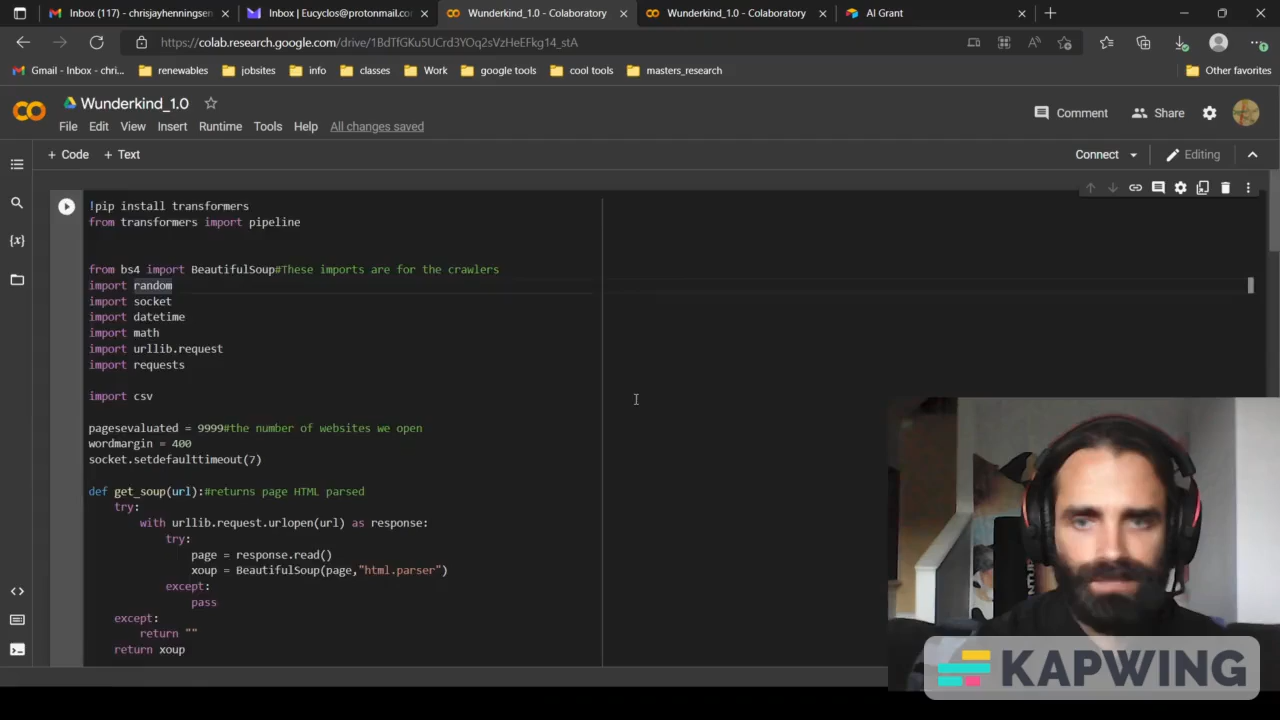 Inbox (117) - chrisjayhenningsen
Inbox | Eucyclos@protonmail.co
Wunderkind_1.0 - Colaboratory
Wunderkind_1.0 - Colaboratory
AI Grant
https://colab.research.google.com/drive/1BdTfGKu5UCrd3YOq2sVzHeEFkg14_stA
Gmail - Inbox - chri...
renewables
jobsites
info
classes
Work
google tools
cool tools
masters_research
Other favorites
Wunderkind_1.0
Comment
Share
File Edit View Insert Runtime Tools Help All changes saved
+ Code + Text
Connect
Editing
!pip install transformers
from transformers import pipeline
from bs4 import BeautifulSoup#These imports are for the crawlers
import random
import socket
import datetime
import math
import urllib.request
import requests
import csv
pagesevaluated = 9999#the number of websites we open
wordmargin = 400
socket.setdefaulttimeout(7)
def get_soup(url):#returns page HTML parsed
try:
with urllib.request.urlopen(url) as response:
try:
page = response.read()
xoup = BeautifulSoup(page,"html.parser")
except:
pass
except:
return ""
return xoup
KAPWING